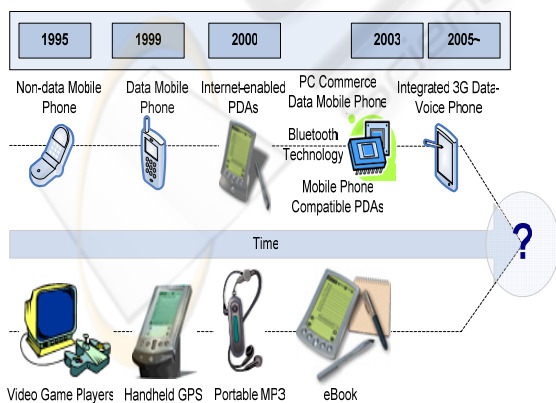 1995
1999
2000
2003
2005~
Non-data Mobile
Phone
Data Mobile
Phone
Internet-enabled
PDAs
PC Commerce
Data Mobile Phone
Integrated 3G Data-
Voice Phone
Bluetooth
Technology
Mobile Phone
Compatible PDAs
Time
?
Video Game Players
Handheld GPS
Portable MP3
eBook